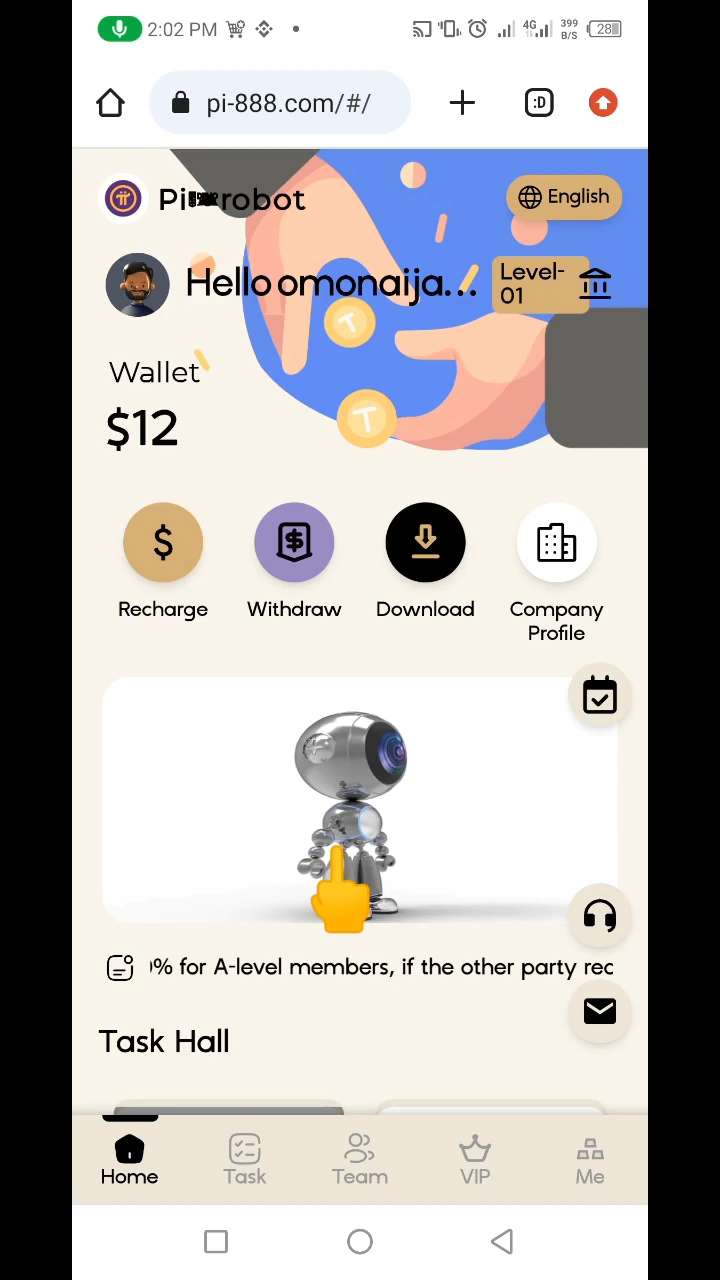 2:02 PM
4G
399
B/S
28
pi-888.com/#/
:D
Pi robot
English
Hello omonaija...
Level-
01
Wallet
$12
Recharge
Withdraw
Download
Company
Profile
% for A-level members, if the other party rec
Task Hall
Home
Task
Team
VIP
Me